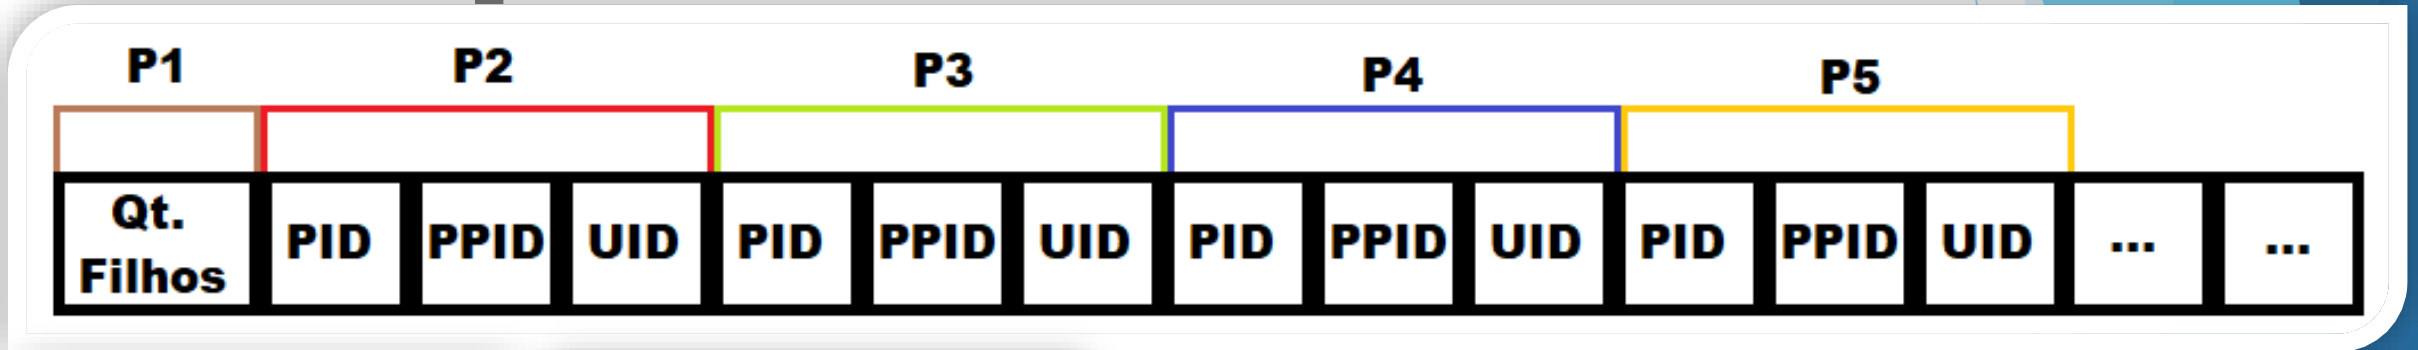 P1 P2 P3 P4 P5
Qt.
Filhos PID PPID UID PID PPID UID PID PPID UID PID PPID UID ... ...